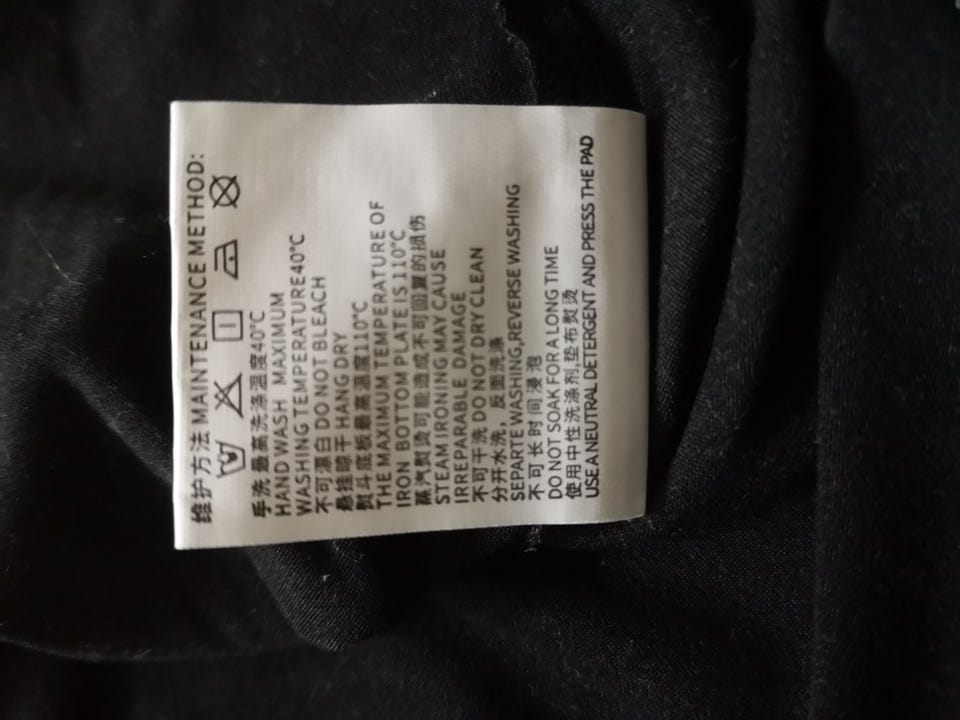 维护方法 MAINTENANCE METHOD:
手洗 最高洗涤温度40°C
HAND WASH MAXIMUM
WASHING TEMPERATURE40°C
不可漂白 DO NOT BLEACH
悬挂晾干 HANG DRY
熨斗底板最高温度110°C
THE MAXIMUM TEMPERATURE OF
IRON BOTTOM PLATE IS 110°C
蒸汽熨烫可能造成不可回复的损伤
STEAM IRONING MAY CAUSE
IRREPARABLE DAMAGE
不可干洗 DO NOT DRY CLEAN
分开水洗，反面洗涤
SEPARTE WASHING,REVERSE WASHING
不可长时间浸泡
DO NOT SOAK FOR A LONG TIME
使用中性洗涤剂,垫布熨烫
USE A NEUTRAL DETERGENT AND PRESS THE PAD